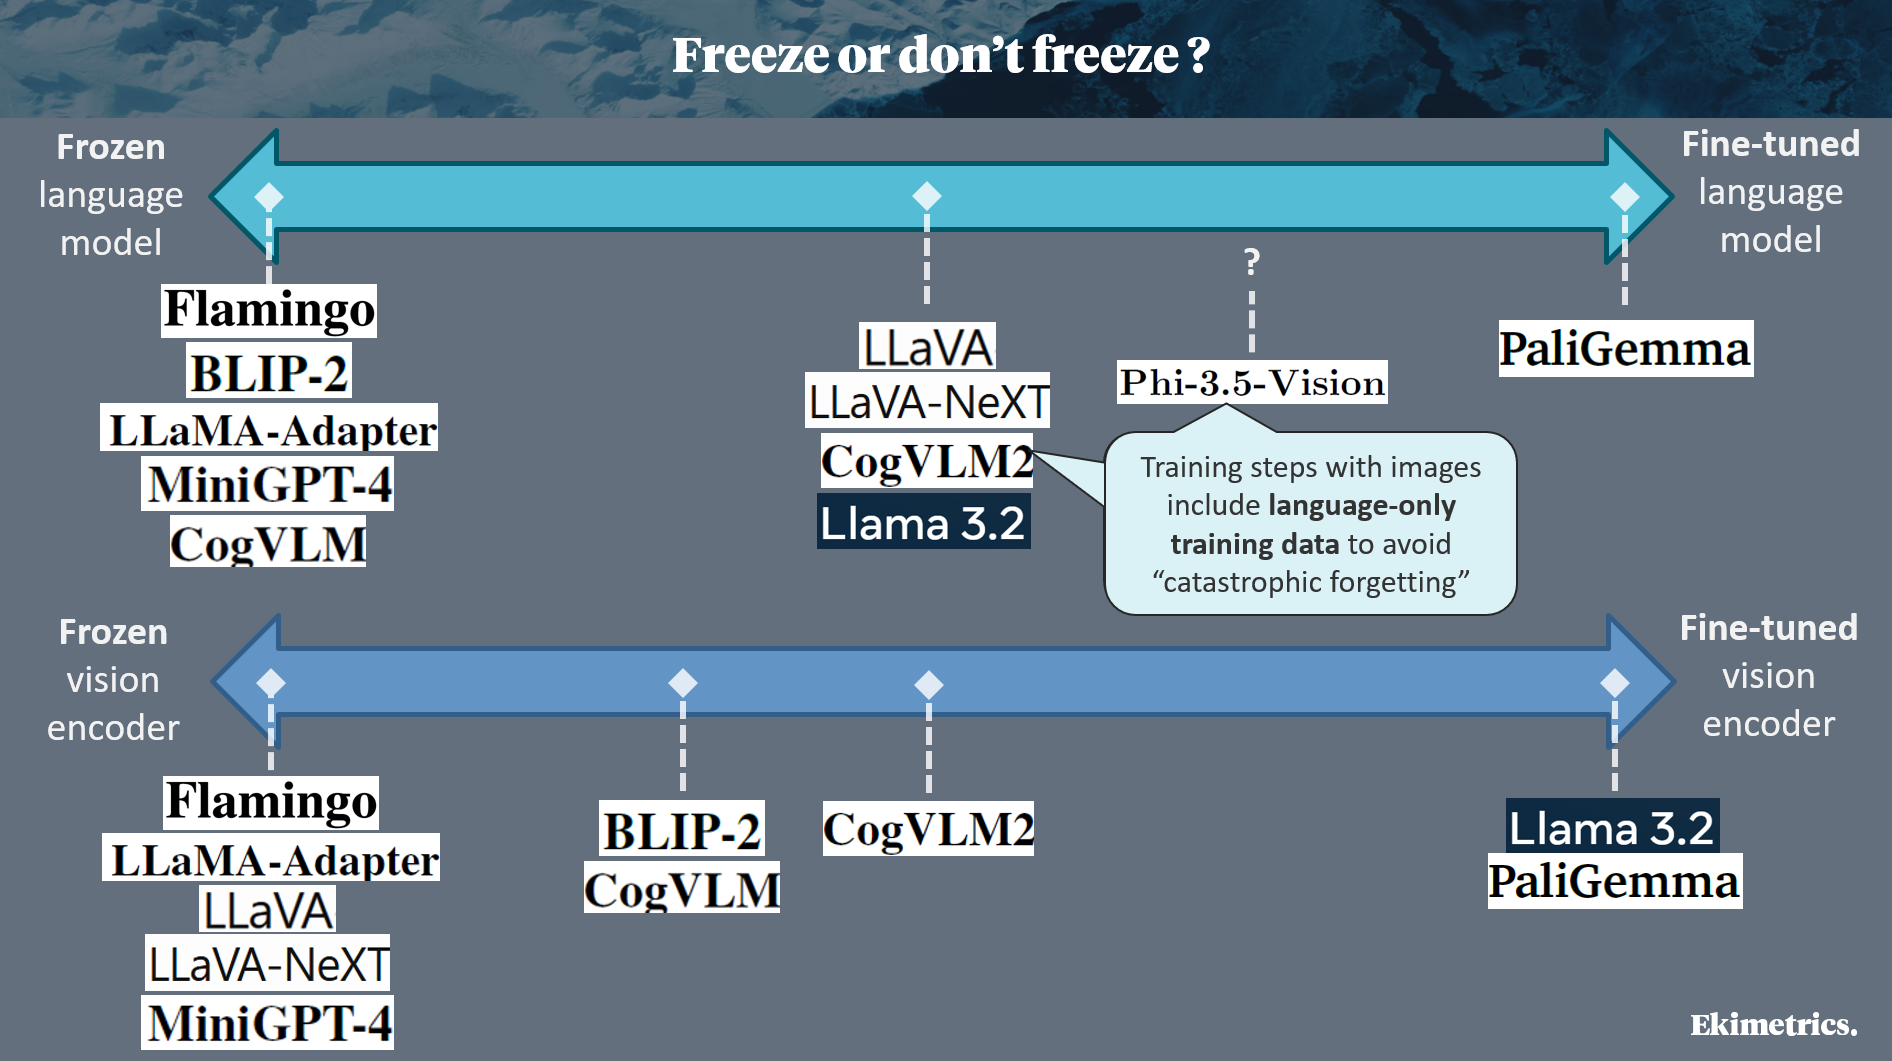 Freeze or don’t freeze ?
Frozen
language
model
Fine-tuned
language
model
Flamingo
BLIP-2
LLaMA-Adapter
MiniGPT-4
CogVLM
LLaVA
LLaVA-NeXT
CogVLM2
Llama 3.2
?
Phi-3.5-Vision
Training steps with images
include language-only
training data to avoid
“catastrophic forgetting”
PaliGemma
Frozen
vision
encoder
Fine-tuned
vision
encoder
Flamingo
LLaMA-Adapter
LLaVA
LLaVA-NeXT
MiniGPT-4
BLIP-2
CogVLM
CogVLM2
Llama 3.2
PaliGemma
Ekimetrics.